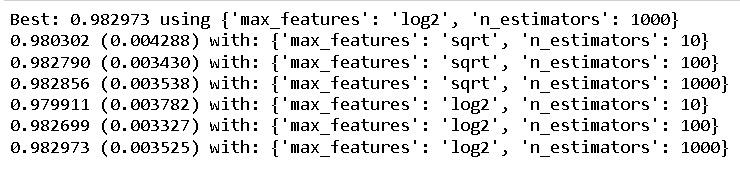 Best: 0.982973 using {'max_features': 'log2', 'n_estimators': 1000}
0.980302 (0.004288) with: {'max_features': 'sqrt', 'n_estimators': 10}
0.982790 (0.003430) with: {'max_features': 'sqrt', 'n_estimators': 100}
0.982856 (0.003538) with: {'max_features': 'sqrt', 'n_estimators': 1000}
0.979911 (0.003782) with: {'max_features': 'log2', 'n_estimators': 10}
0.982699 (0.003327) with: {'max_features': 'log2', 'n_estimators': 100}
0.982973 (0.003525) with: {'max_features': 'log2', 'n_estimators': 1000}